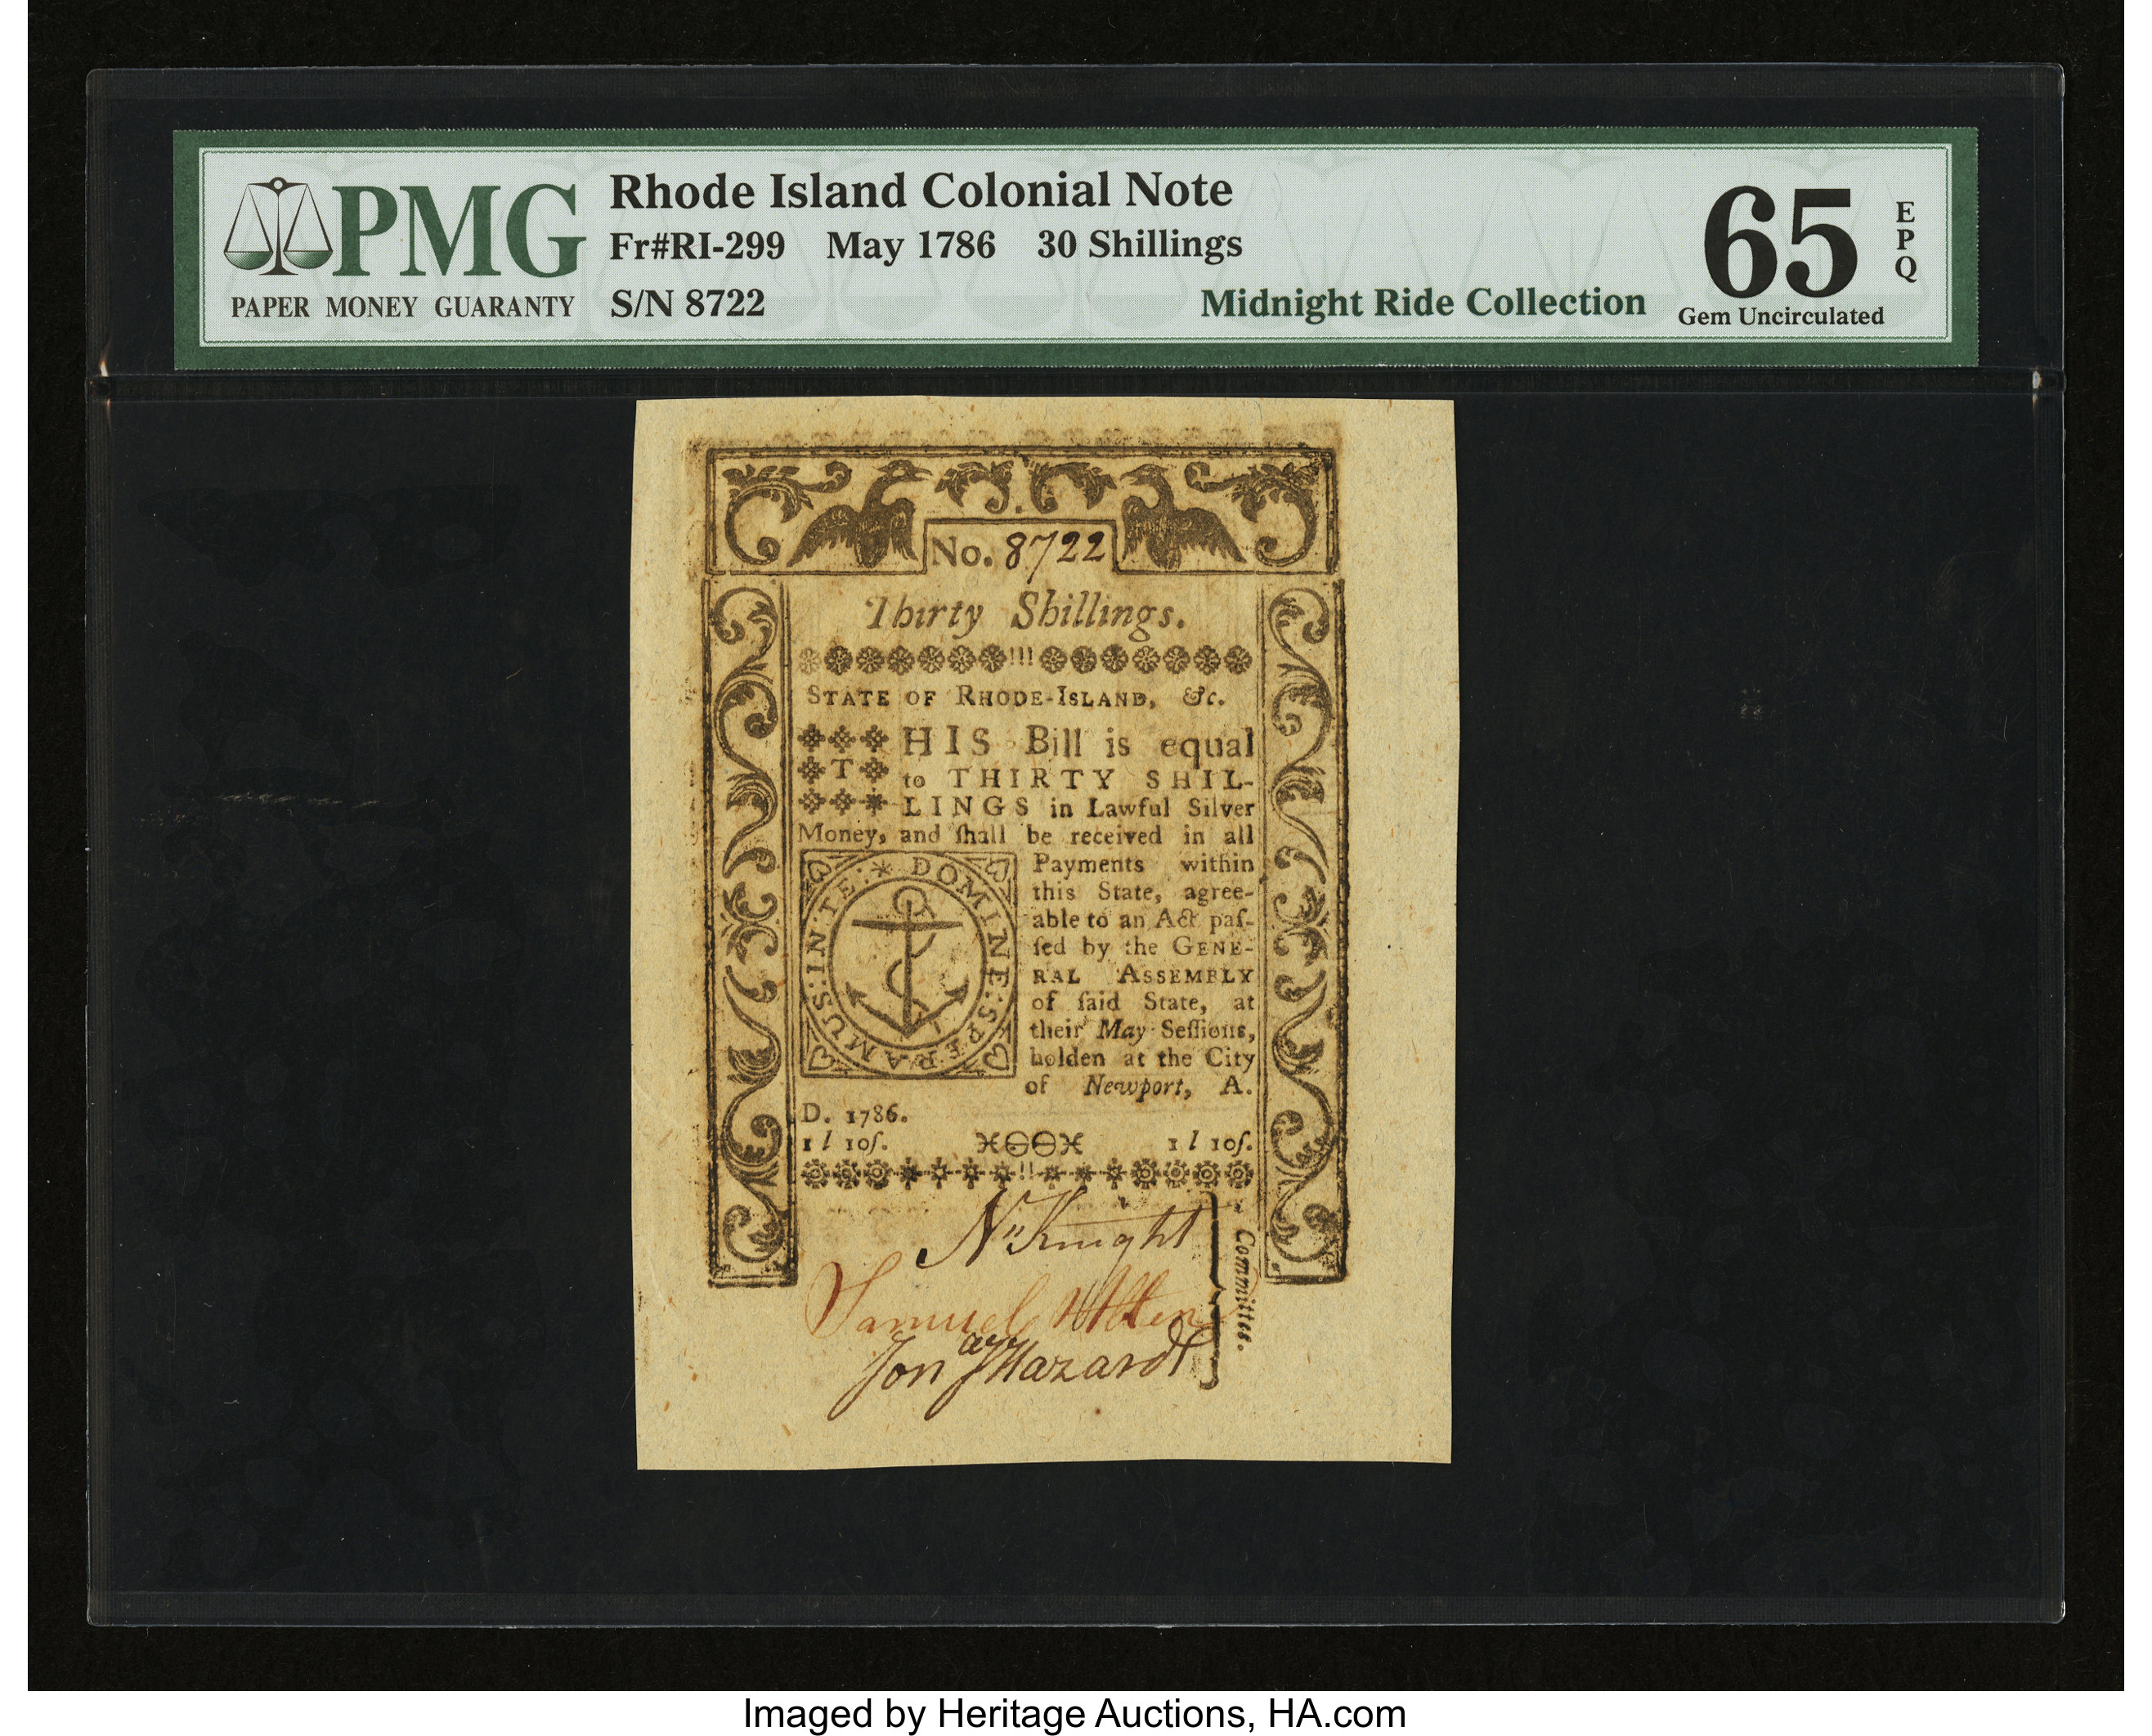 PMG
PAPER MONEY GUARANTY
Rhode Island Colonial Note
Fr#RI-299 May 1786 30 Shillings
S/N 8722
Midnight Ride Collection
65
EPQ
Gem Uncirculated
No. 8722
Thirty Shillings.
STATE OF RHODE-ISLAND, &c.
THIS Bill is equal
to THIRTY SHIL-
LINGS in Lawful Silver
Money, and ſhall be received in all
Payments within
this State, agree-
able to an Act paſ-
ſed by the GENE-
RAL ASSEMBLY
of ſaid State, at
their May Seſſions,
holden at the City
of Newport, A.
D. 1786.
IN TE: * DOMINE: SPERAMUS:
1 l 10ſ. 1 l 10ſ.
N Knight
Samuel Allen
Jonay J Hazard
Committee.
Imaged by Heritage Auctions, HA.com